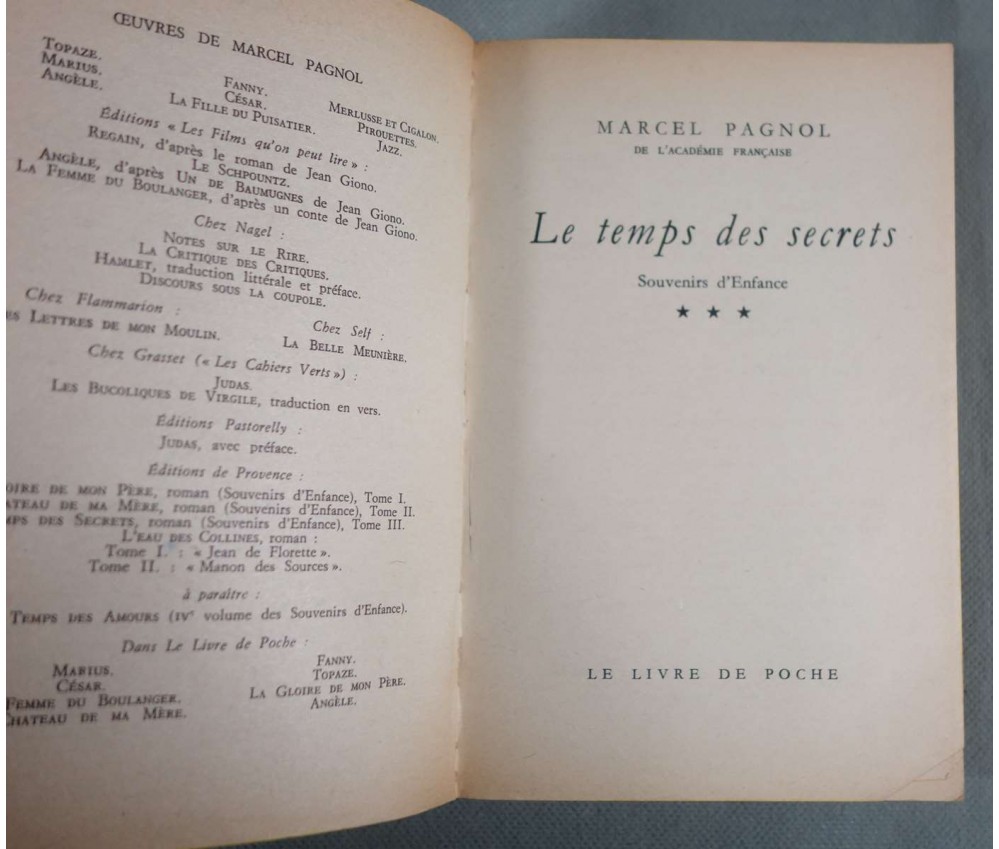 ŒUVRES DE MARCEL PAGNOL
TOPAZE. FANNY. MERLUSSE ET CIGALON.
MARIUS. CÉSAR. PIROUETTES.
ANGÈLE. LA FILLE DU PUISATIER. JAZZ.
Éditions « Les Films qu'on peut lire » :
REGAIN, d'après le roman de Jean Giono.
LE SCHPOUNTZ.
ANGÈLE, d'après UN DE BAUMUGNES de Jean Giono.
LA FEMME DU BOULANGER, d'après un conte de Jean Giono.
Chez Nagel :
NOTES SUR LE RIRE.
LA CRITIQUE DES CRITIQUES.
HAMLET, traduction littérale et préface.
DISCOURS SOUS LA COUPOLE.
Chez Flammarion : Chez Self :
ES LETTRES DE MON MOULIN. LA BELLE MEUNIÈRE.
Chez Grasset (« Les Cahiers Verts ») :
JUDAS.
LES BUCOLIQUES DE VIRGILE, traduction en vers.
Éditions Pastorelly :
JUDAS, avec préface.
Éditions de Provence :
OIRE DE MON PÈRE, roman (Souvenirs d'Enfance), Tome I.
ATEAU DE MA MÈRE, roman (Souvenirs d'Enfance), Tome II.
MPS DES SECRETS, roman (Souvenirs d'Enfance), Tome III.
L'EAU DES COLLINES, roman :
Tome I. : « Jean de Florette ».
Tome II. : « Manon des Sources ».
à paraître :
TEMPS DES AMOURS (IVe volume des Souvenirs d'Enfance).
Dans Le Livre de Poche :
MARIUS. FANNY.
CÉSAR. TOPAZE.
FEMME DU BOULANGER. LA GLOIRE DE MON PÈRE.
CHATEAU DE MA MÈRE. ANGÈLE.
MARCEL PAGNOL
DE L'ACADÉMIE FRANÇAISE
Le temps des secrets
Souvenirs d'Enfance
★ ★ ★
LE LIVRE DE POCHE